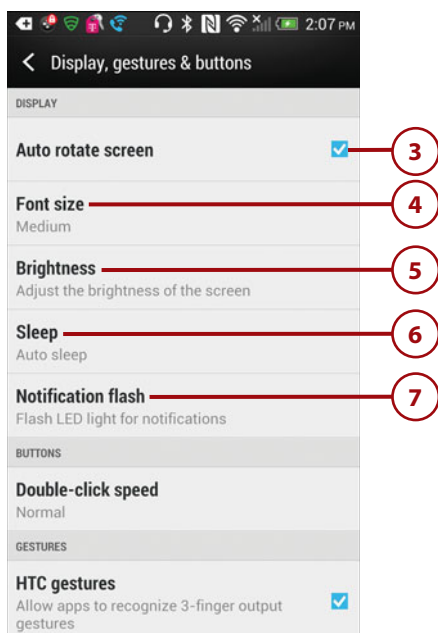 2:07 PM
Display, gestures & buttons
DISPLAY
Auto rotate screen
3
Font size
4
Medium
Brightness
5
Adjust the brightness of the screen
Sleep
6
Auto sleep
Notification flash
7
Flash LED light for notifications
BUTTONS
Double-click speed
Normal
GESTURES
HTC gestures
Allow apps to recognize 3-finger output
gestures